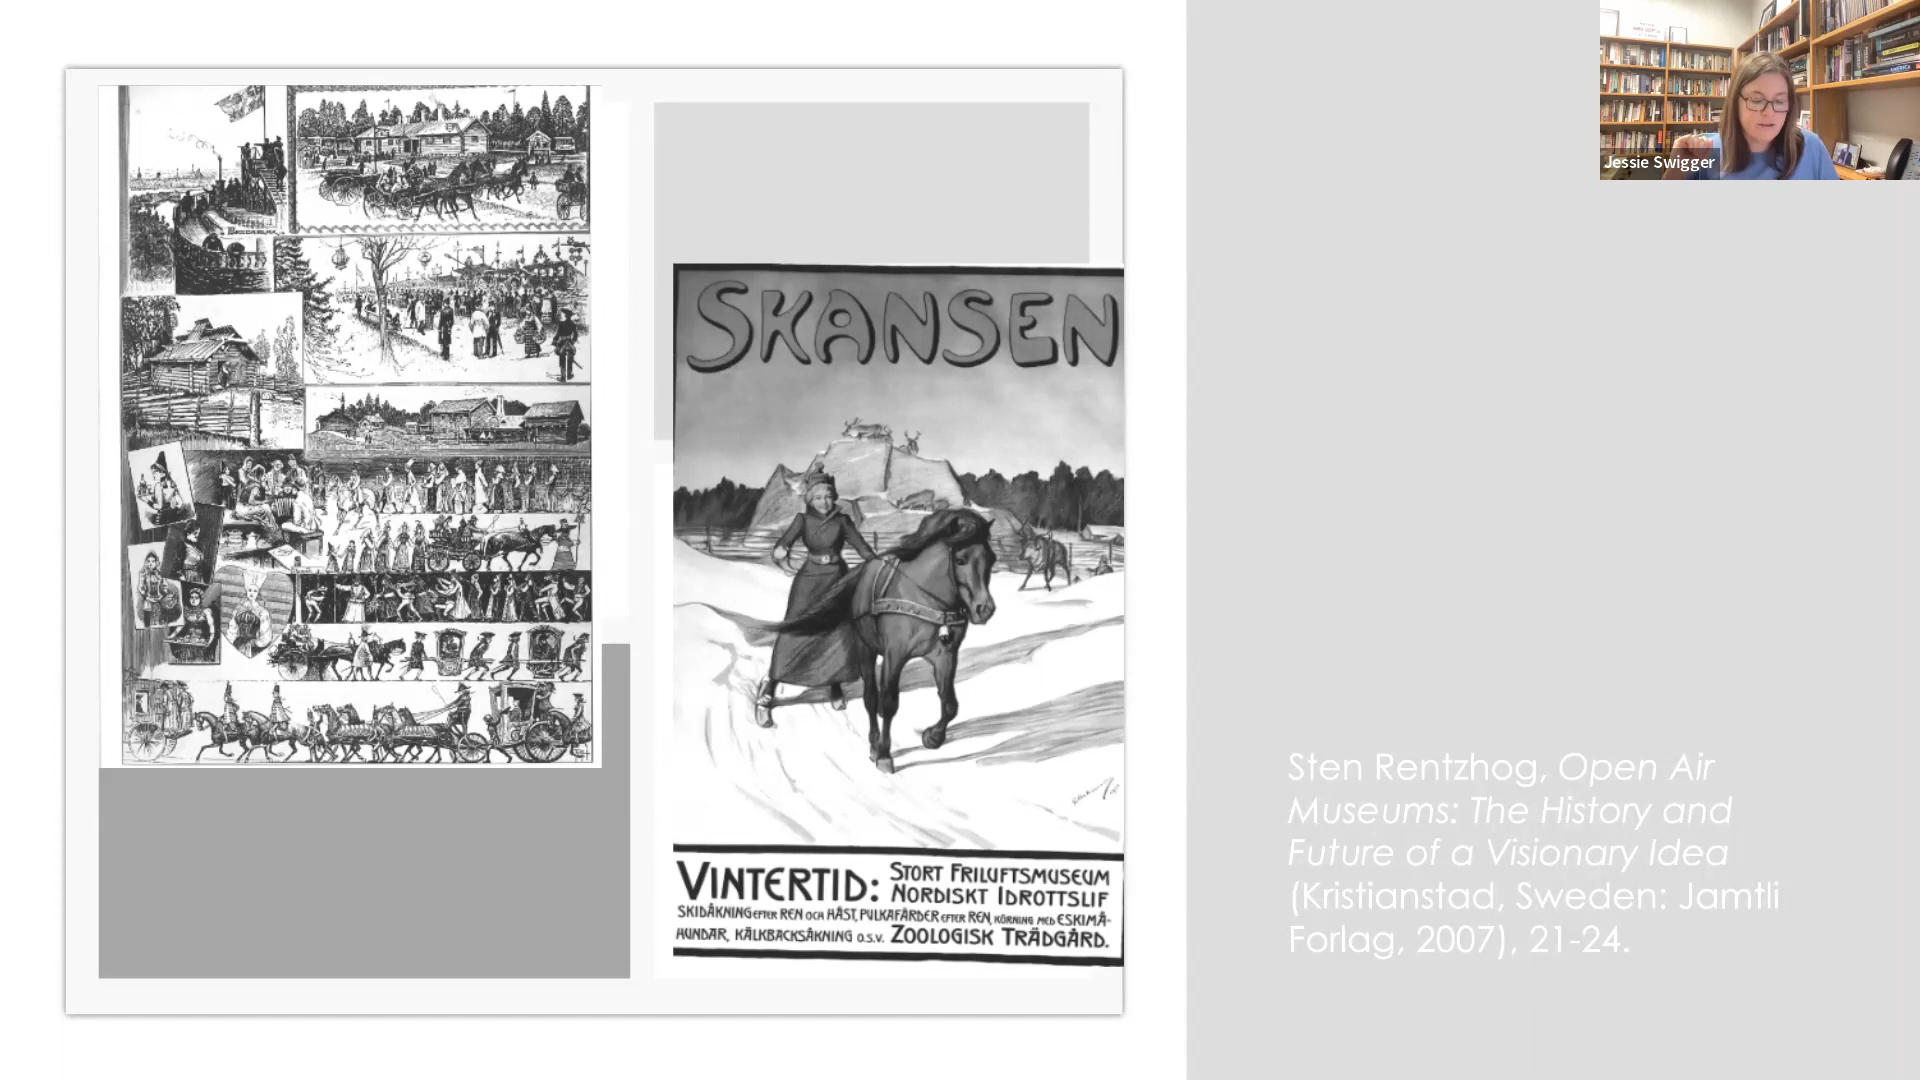 Jessie Swigger
SKANSEN
VINTERTID: STORT FRILUFTSMUSEUM
NORDISKT IDROTTSLIF
SKIDÅKNING EFTER REN OCH HÄST, PULKAFÄRDER EFTER REN, KÖRNING MED ESKIMÅ-
HUNDAR, KÄLKBACKSÅKNING O.S.V. ZOOLOGISK TRÄDGÅRD.
Sten Rentzhog, Open Air
Museums: The History and
Future of a Visionary Idea
(Kristianstad, Sweden: Jamtli
Forlag, 2007), 21-24.